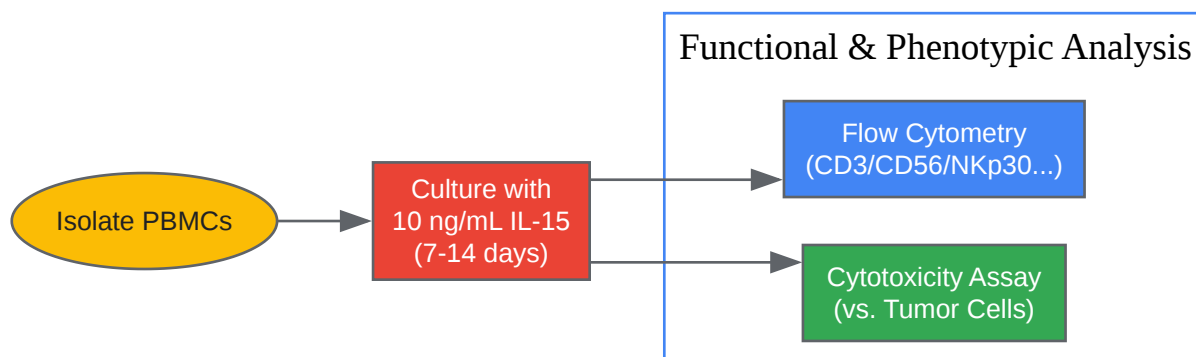 Functional & Phenotypic Analysis
Isolate PBMCs
Culture with
10 ng/mL IL-15
(7-14 days)
Flow Cytometry
(CD3/CD56/NKp30...)
Cytotoxicity Assay
(vs. Tumor Cells)